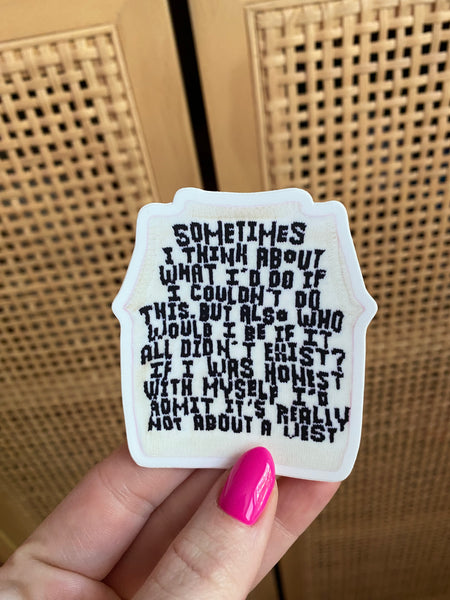 SOMETIMES
I THINK ABOUT
WHAT I'D DO IF
I COULDN'T DO
THIS. BUT ALSO WHO
WOULD I BE IF IT
ALL DIDN'T EXIST?
IF I WAS HONEST
WITH MYSELF I'D
ADMIT IT'S REALLY
NOT ABOUT A VEST